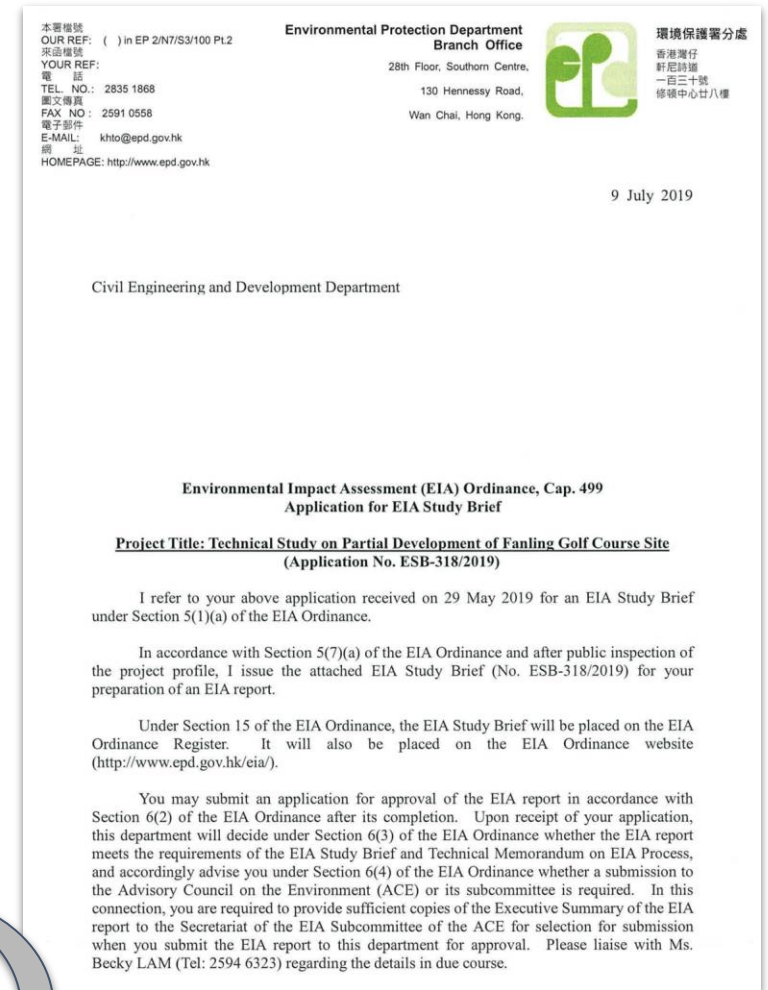 本署檔號
OUR REF: ( ) in EP 2/N7/S3/100 Pt.2
來函檔號
YOUR REF:
電 話
TEL. NO.: 2835 1868
圖文傳真
FAX NO : 2591 0558
電子郵件
E-MAIL: khto@epd.gov.hk
網 址
HOMEPAGE: http://www.epd.gov.hk
Environmental Protection Department
Branch Office
28th Floor, Southorn Centre,
130 Hennessy Road,
Wan Chai, Hong Kong.
環境保護署分處
香港灣仔
軒尼詩道
一百三十號
修頓中心廿八樓
9 July 2019
Civil Engineering and Development Department
Environmental Impact Assessment (EIA) Ordinance, Cap. 499
Application for EIA Study Brief
Project Title: Technical Study on Partial Development of Fanling Golf Course Site
(Application No. ESB-318/2019)
I refer to your above application received on 29 May 2019 for an EIA Study Brief
under Section 5(1)(a) of the EIA Ordinance.
In accordance with Section 5(7)(a) of the EIA Ordinance and after public inspection of
the project profile, I issue the attached EIA Study Brief (No. ESB-318/2019) for your
preparation of an EIA report.
Under Section 15 of the EIA Ordinance, the EIA Study Brief will be placed on the EIA
Ordinance Register. It will also be placed on the EIA Ordinance website
(http://www.epd.gov.hk/eia/).
You may submit an application for approval of the EIA report in accordance with
Section 6(2) of the EIA Ordinance after its completion. Upon receipt of your application,
this department will decide under Section 6(3) of the EIA Ordinance whether the EIA report
meets the requirements of the EIA Study Brief and Technical Memorandum on EIA Process,
and accordingly advise you under Section 6(4) of the EIA Ordinance whether a submission to
the Advisory Council on the Environment (ACE) or its subcommittee is required. In this
connection, you are required to provide sufficient copies of the Executive Summary of the EIA
report to the Secretariat of the EIA Subcommittee of the ACE for selection for submission
when you submit the EIA report to this department for approval. Please liaise with Ms.
Becky LAM (Tel: 2594 6323) regarding the details in due course.